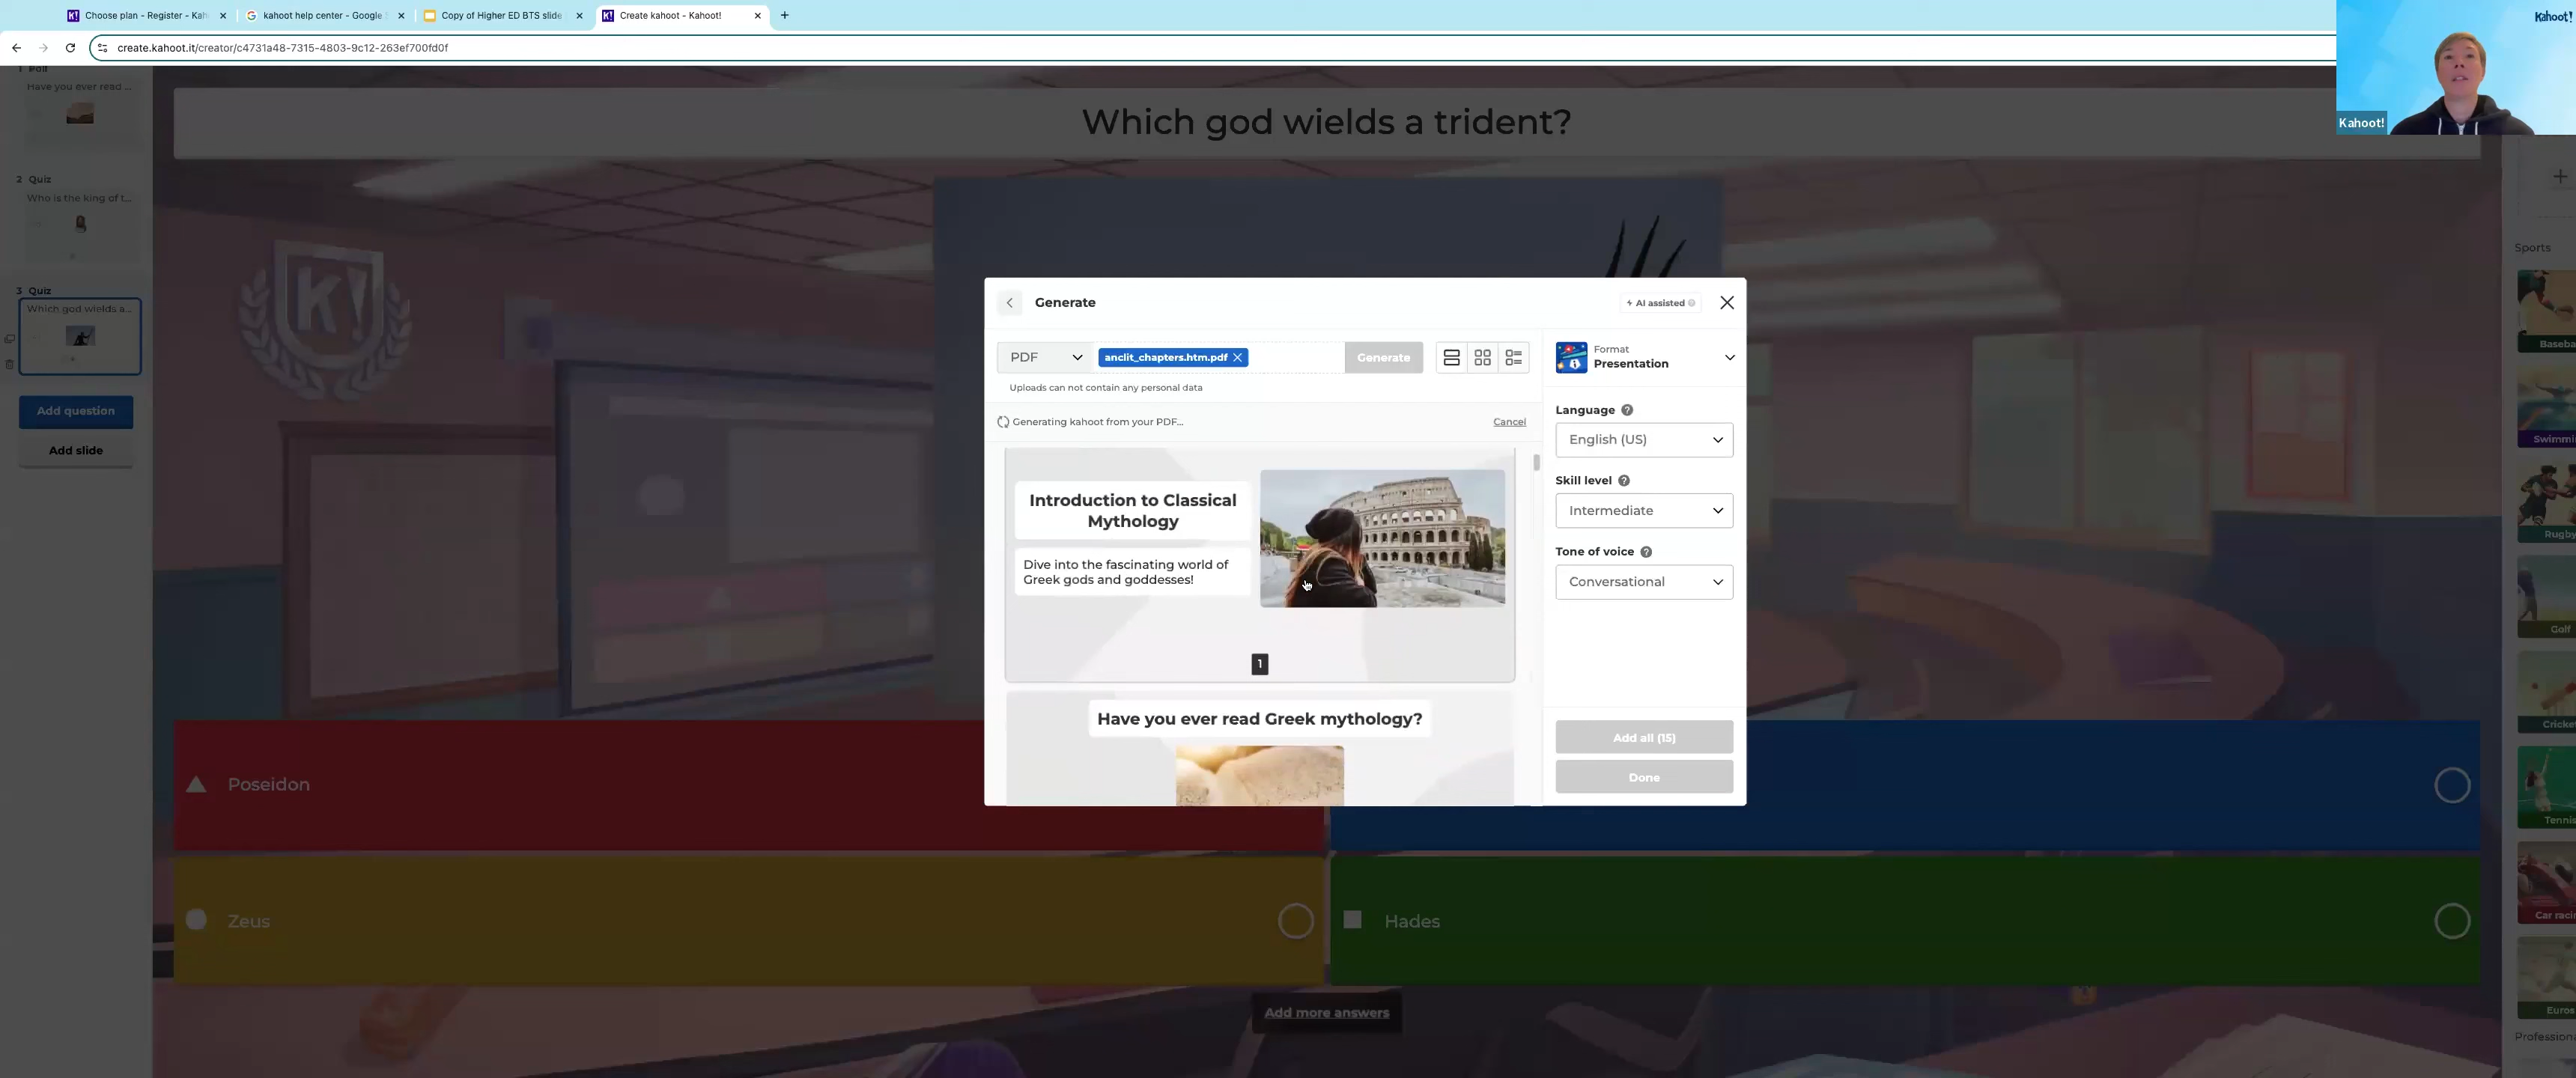 Choose plan - Register - Kah
kahoot help center - Google
Copy of Higher ED BTS slide
K! Create kahoot - Kahoot!
create.kahoot.it/creator/c4731a48-7315-4803-9c12-263ef700fd0f
Kahoot!
Kahoot!
1 Poll
Have you ever read ...
2 Quiz
Who is the king of t...
3 Quiz
Which god wields a...
Add question
Add slide
Which god wields a trident?
K!
Generate
AI assisted
PDF
anclit_chapters.htm.pdf
Generate
Uploads can not contain any personal data
Generating kahoot from your PDF...
Cancel
Introduction to Classical
Mythology
Dive into the fascinating world of
Greek gods and goddesses!
1
Have you ever read Greek mythology?
Format
Presentation
Language
English (US)
Skill level
Intermediate
Tone of voice
Conversational
Add all (15)
Done
Poseidon
Zeus
Hades
Add more answers
Sports
Baseba
Swimmi
Rugby
Golf
Cricke
Tennis
Car raci
Euros
Professiona